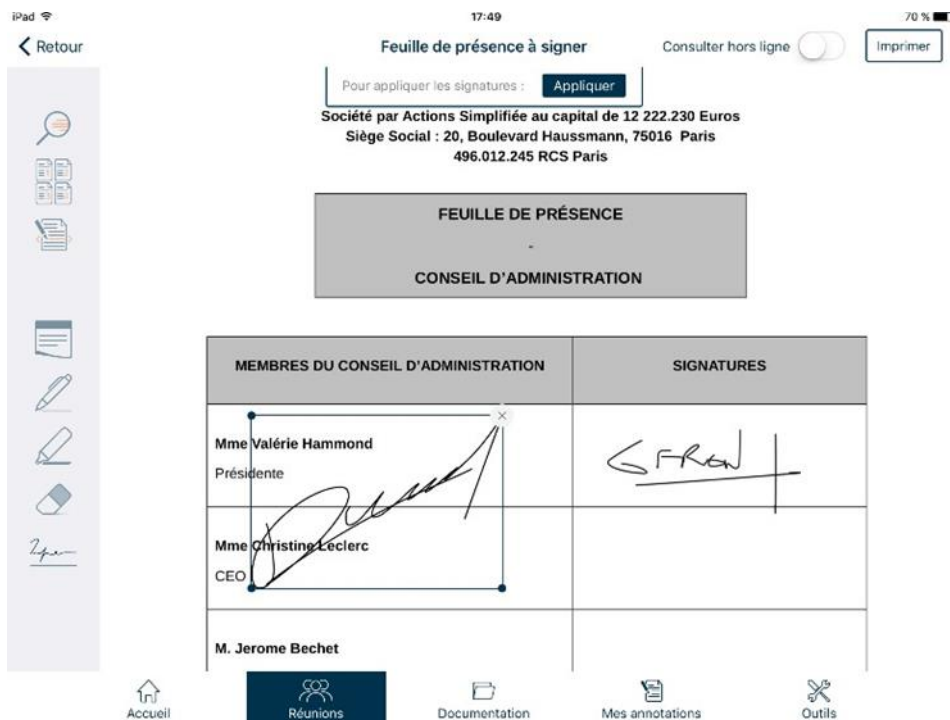 iPad 17:49 70 %
Retour Feuille de présence à signer Consulter hors ligne Imprimer
Pour appliquer les signatures : Appliquer
Société par Actions Simplifiée au capital de 12 222.230 Euros
Siège Social : 20, Boulevard Haussmann, 75016 Paris
496.012.245 RCS Paris
FEUILLE DE PRÉSENCE
-
CONSEIL D'ADMINISTRATION
MEMBRES DU CONSEIL D'ADMINISTRATION SIGNATURES
Mme Valérie Hammond
Présidente
Mme Christine Leclerc
CEO
M. Jerome Bechet
Accueil Réunions Documentation Mes annotations Outils